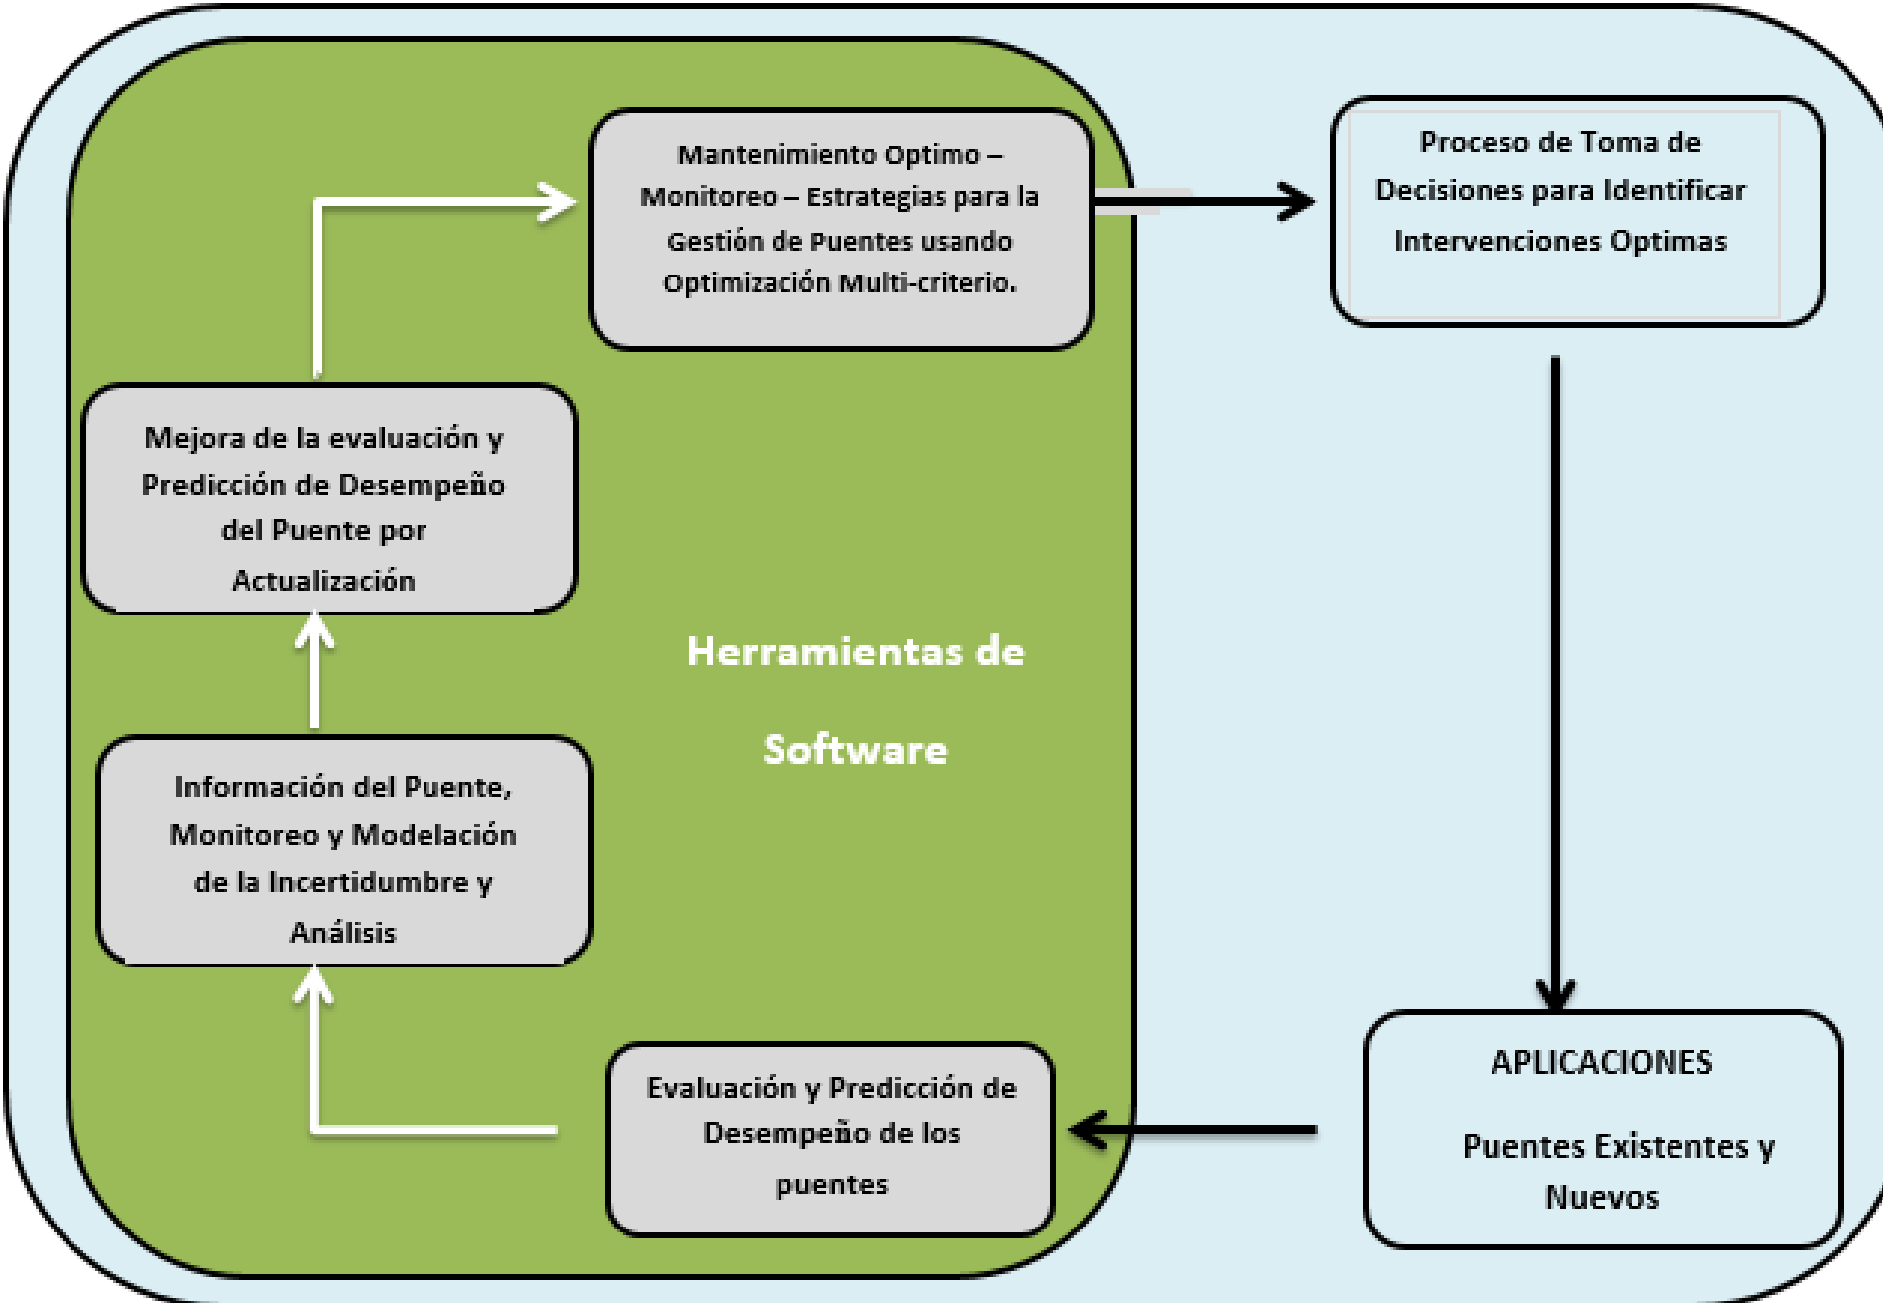 Mantenimiento Optimo –
Monitoreo – Estrategias para la
Gestión de Puentes usando
Optimización Multi-criterio.
Proceso de Toma de
Decisiones para Identificar
Intervenciones Optimas
Mejora de la evaluación y
Predicción de Desempeño
del Puente por
Actualización
Herramientas de
Software
Información del Puente,
Monitoreo y Modelación
de la Incertidumbre y
Análisis
Evaluación y Predicción de
Desempeño de los
puentes
APLICACIONES
Puentes Existentes y
Nuevos